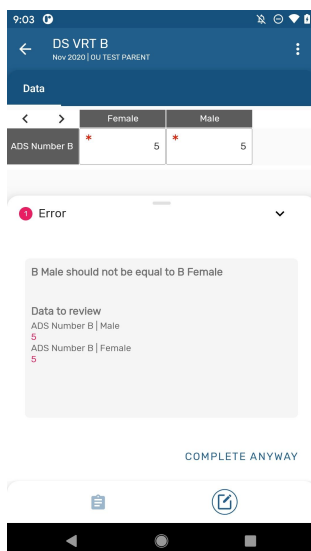 9:03
DS VRT B
Nov 2020 | OU TEST PARENT
Data
< >
Female
Male
ADS Number B
* 5
* 5
1 Error
B Male should not be equal to B Female
Data to review
ADS Number B | Male
5
ADS Number B | Female
5
COMPLETE ANYWAY